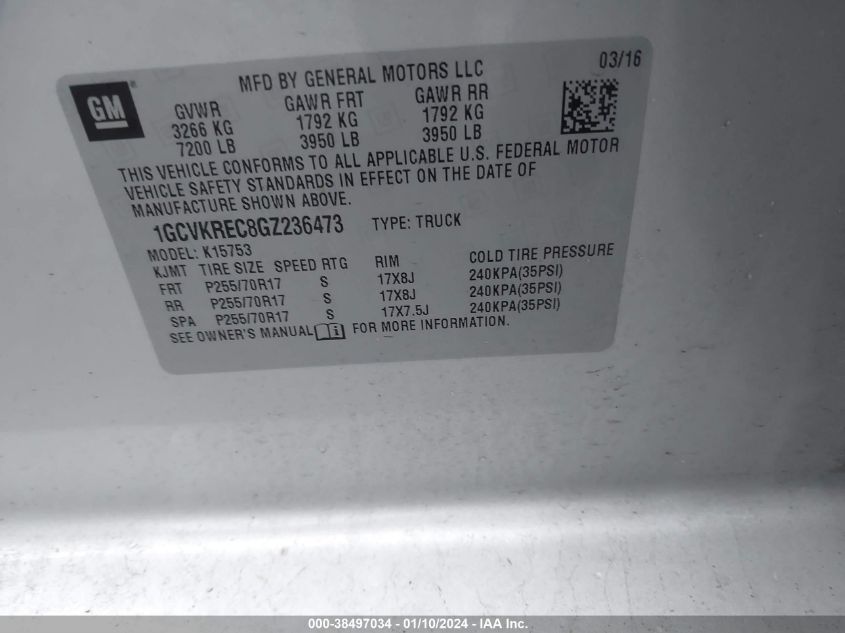 MFD BY GENERAL MOTORS LLC 03/16
GM
GVWR GAWR FRT GAWR RR
3266 KG 1792 KG 1792 KG
7200 LB 3950 LB 3950 LB
THIS VEHICLE CONFORMS TO ALL APPLICABLE U.S. FEDERAL MOTOR
VEHICLE SAFETY STANDARDS IN EFFECT ON THE DATE OF
MANUFACTURE SHOWN ABOVE.
1GCVKREC8GZ236473 TYPE: TRUCK
MODEL: K15753
KJMT TIRE SIZE SPEED RTG RIM COLD TIRE PRESSURE
FRT P255/70R17 S 17X8J 240KPA(35PSI)
RR P255/70R17 S 17X8J 240KPA(35PSI)
SPA P255/70R17 S 17X7.5J 240KPA(35PSI)
SEE OWNER'S MANUAL i FOR MORE INFORMATION.
000-38497034 - 01/10/2024 - IAA Inc.